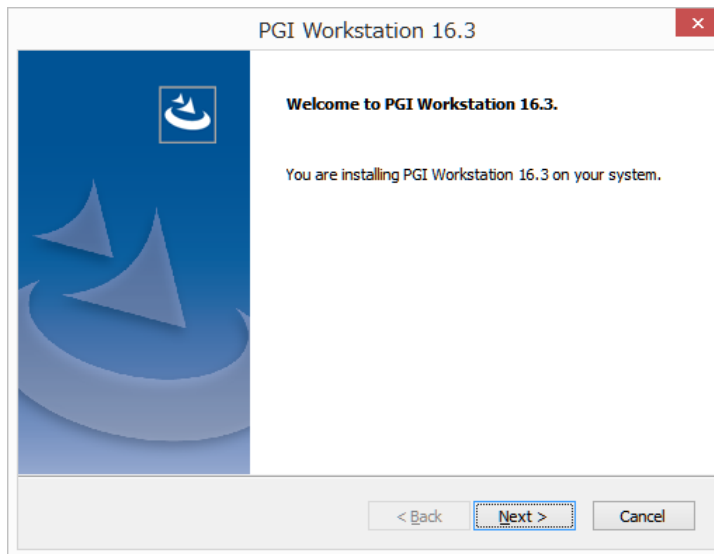 PGI Workstation 16.3
Welcome to PGI Workstation 16.3.
You are installing PGI Workstation 16.3 on your system.
< Back Next > Cancel